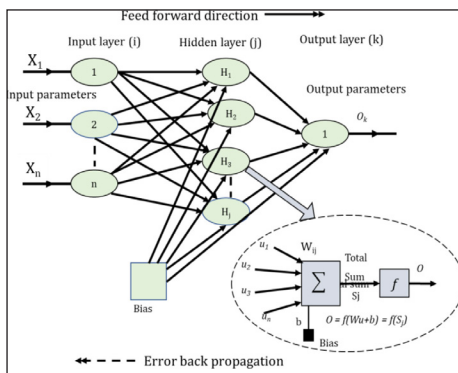 Feed forward direction
Input layer (i)
Hidden layer (j)
Output layer (k)
X1
1
H1
Input parameters
Output parameters
X2
2
H2
1
Ok
Xn
n
H3
Hj
Bias
u1
u2
u3
un
Wij
∑
Total
Sum
Sj
f
O
b
O = f(Wu+b) = f(Sj)
Bias
Error back propagation